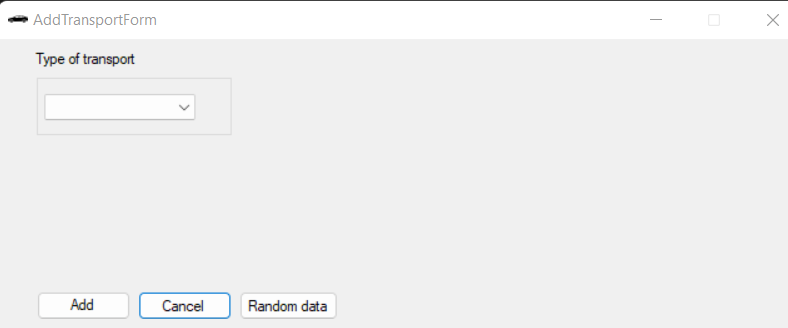 AddTransportForm
Type of transport
Add Cancel Random data